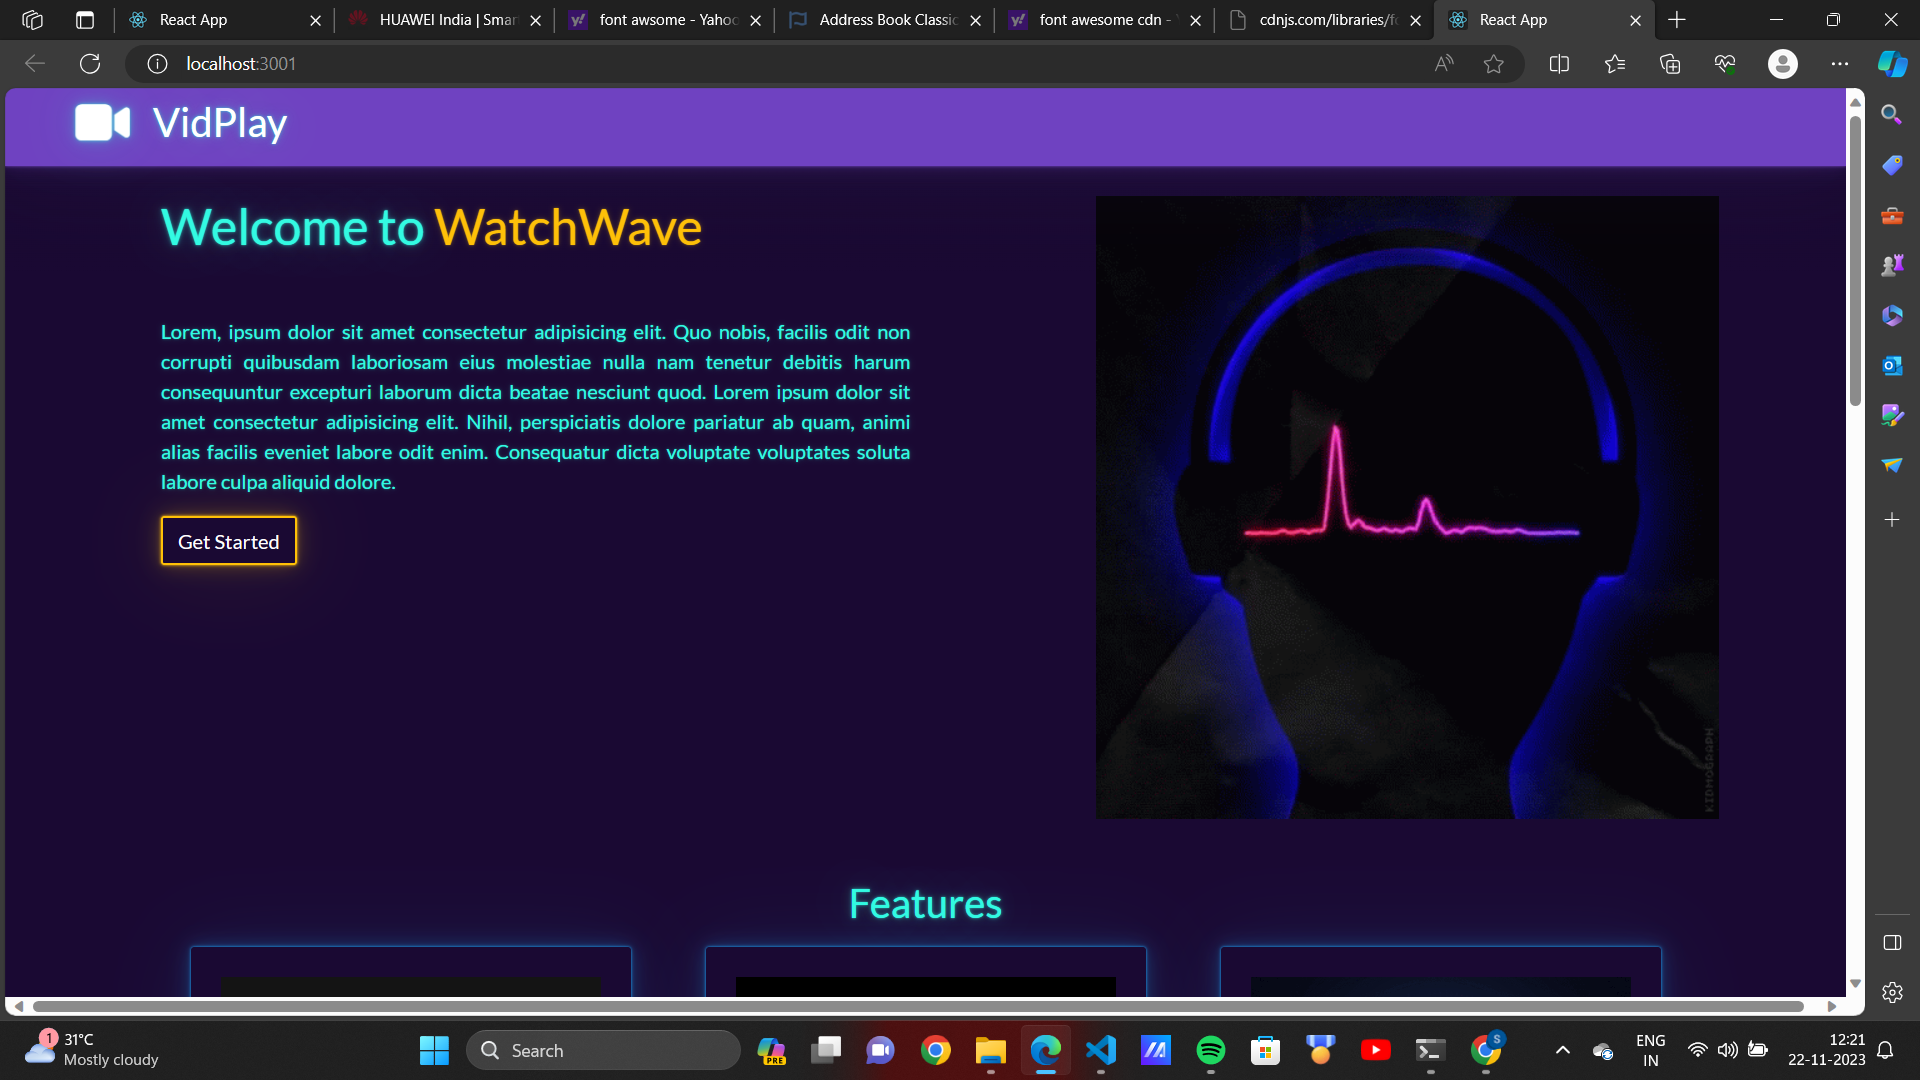 React App
HUAWEI India | Smar
font awsome - Yahoo
Address Book Classic
font awesome cdn -
cdnjs.com/libraries/fo
React App
localhost:3001
VidPlay
Welcome to WatchWave
Lorem, ipsum dolor sit amet consectetur adipisicing elit. Quo nobis, facilis odit non
corrupti quibusdam laboriosam eius molestiae nulla nam tenetur debitis harum
consequuntur excepturi laborum dicta beatae nesciunt quod. Lorem ipsum dolor sit
amet consectetur adipisicing elit. Nihil, perspiciatis dolore pariatur ab quam, animi
alias facilis eveniet labore odit enim. Consequatur dicta voluptate voluptates soluta
labore culpa aliquid dolore.
Get Started
KIDMOGRAPH
Features
1
31°C
Mostly cloudy
Search
PRE
S
ENG
IN
12:21
22-11-2023